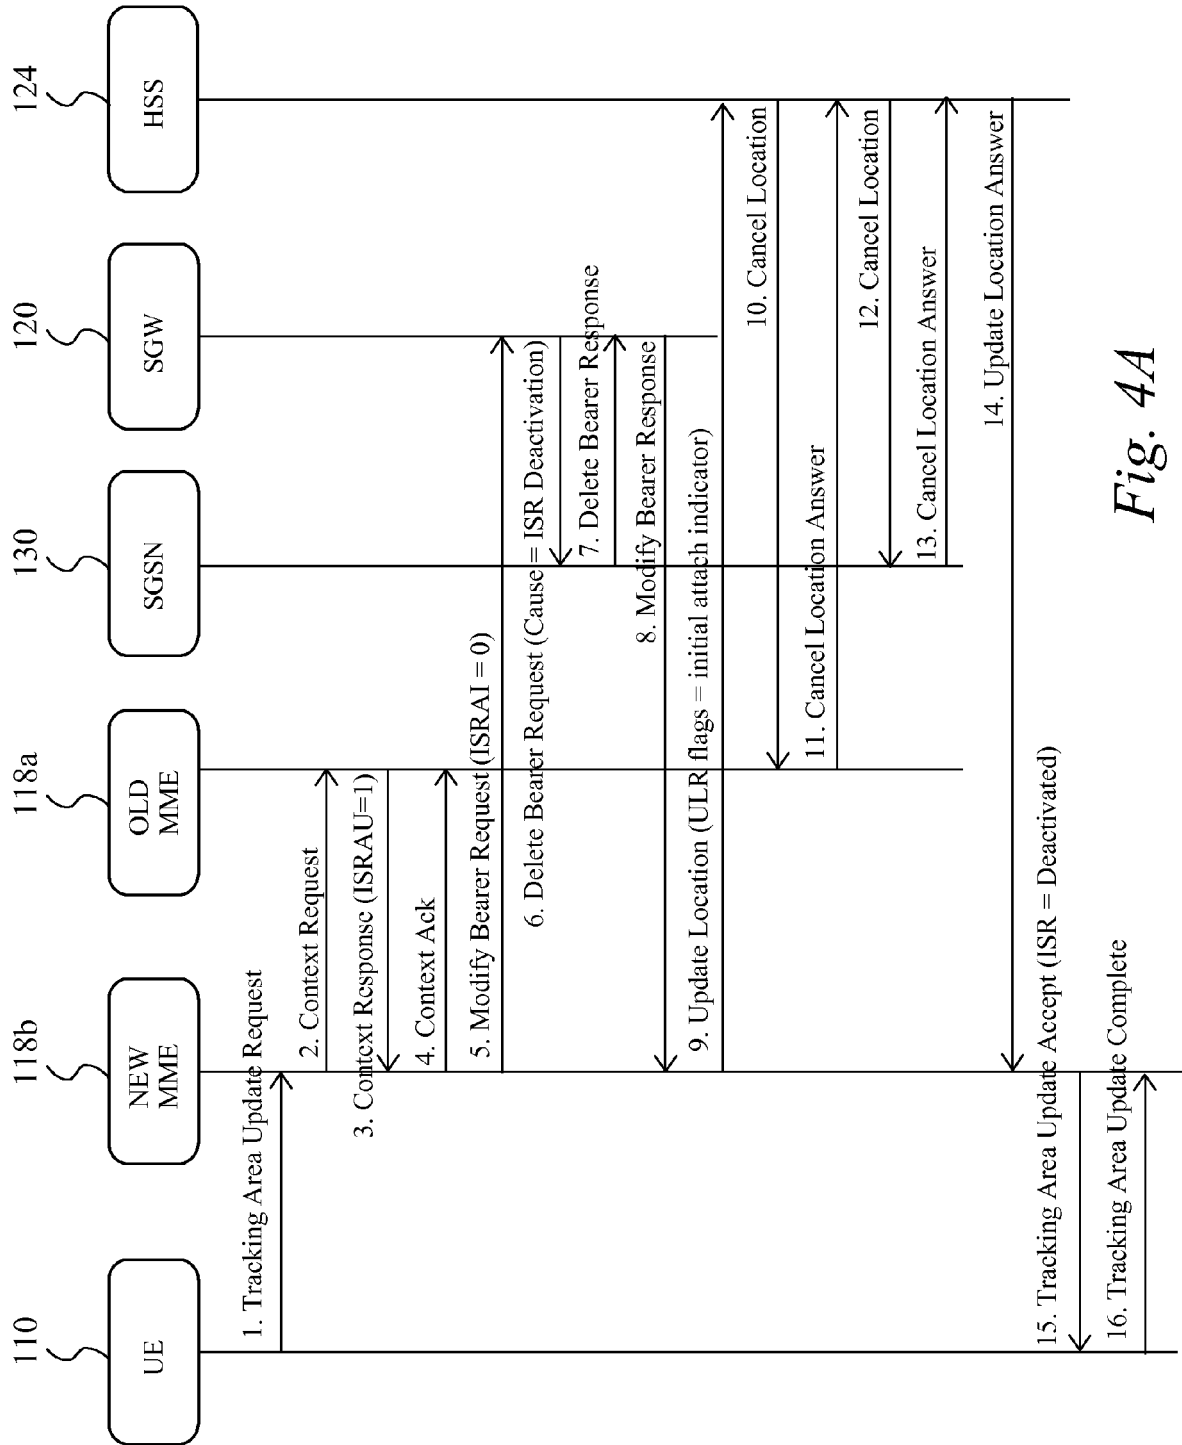 110
118b
118a
130
120
124
UE
NEW
MME
OLD
MME
SGSN
SGW
HSS
1. Tracking Area Update Request
2. Context Request
3. Context Response (ISRAU=1)
4. Context Ack
5. Modify Bearer Request (ISRAI = 0)
6. Delete Bearer Request (Cause = ISR Deactivation)
7. Delete Bearer Response
8. Modify Bearer Response
9. Update Location (ULR flags = initial attach indicator)
10. Cancel Location
11. Cancel Location Answer
12. Cancel Location
13. Cancel Location Answer
14. Update Location Answer
15. Tracking Area Update Accept (ISR = Deactivated)
16. Tracking Area Update Complete
Fig. 4A